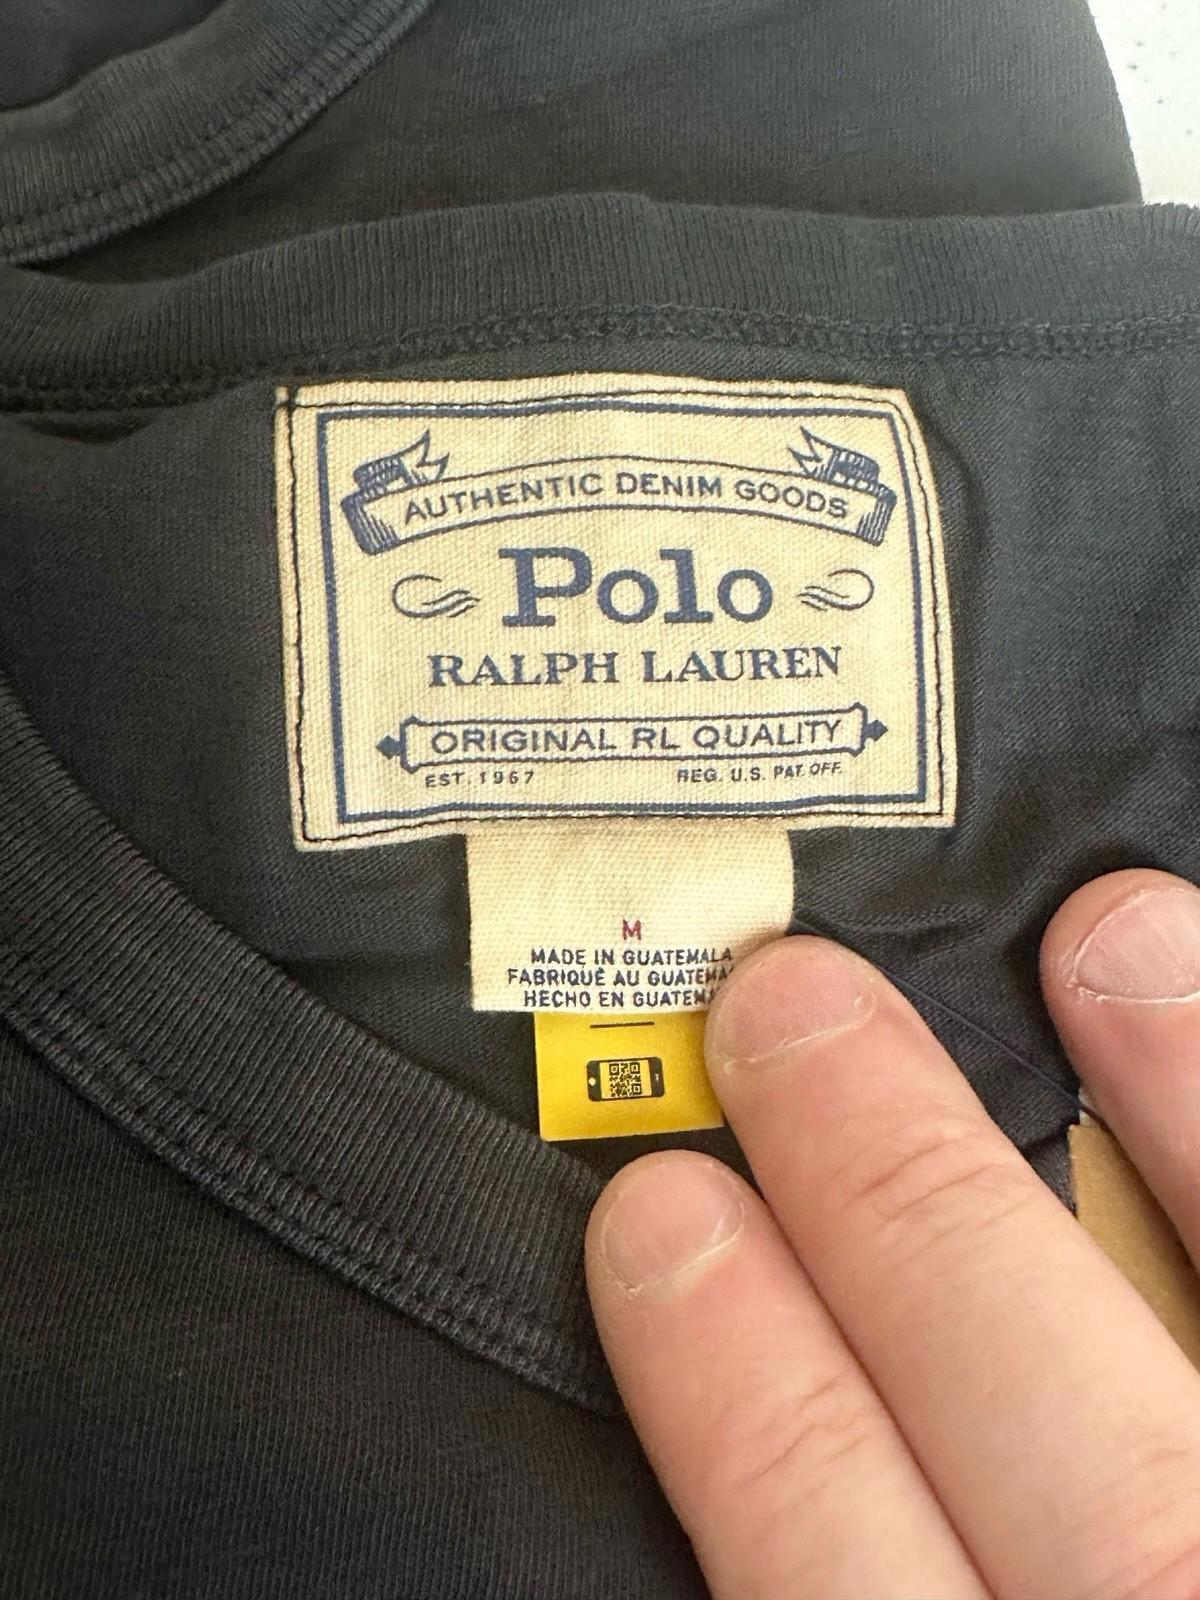 AUTHENTIC DENIM GOODS
Polo
RALPH LAUREN
ORIGINAL RL QUALITY
EST. 1967 REG. U.S. PAT. OFF.
M
MADE IN GUATEMALA
FABRIQUÉ AU GUATEMA
HECHO EN GUATEM